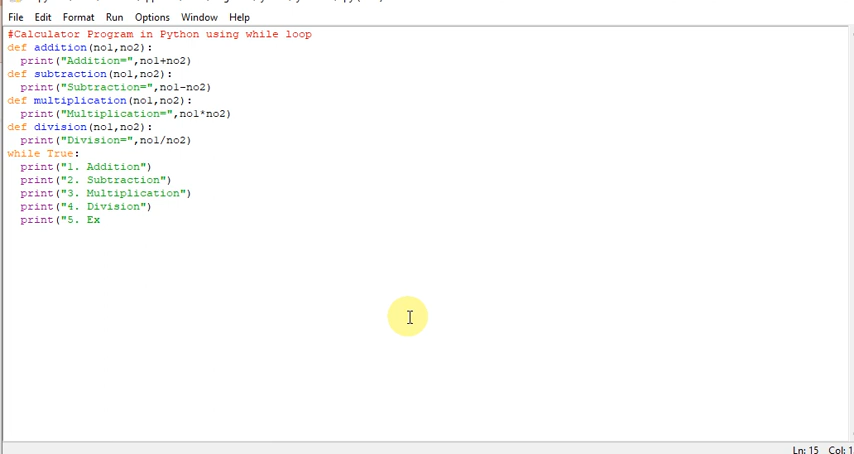 File Edit Format Run Options Window Help
#Calculator Program in Python using while loop
def addition(no1,no2):
  print("Addition=",no1+no2)
def subtraction(no1,no2):
  print("Subtraction=",no1-no2)
def multiplication(no1,no2):
  print("Multiplication=",no1*no2)
def division(no1,no2):
  print("Division=",no1/no2)
while True:
  print("1. Addition")
  print("2. Subtraction")
  print("3. Multiplication")
  print("4. Division")
  print("5. Ex
Ln: 15 Col: 1